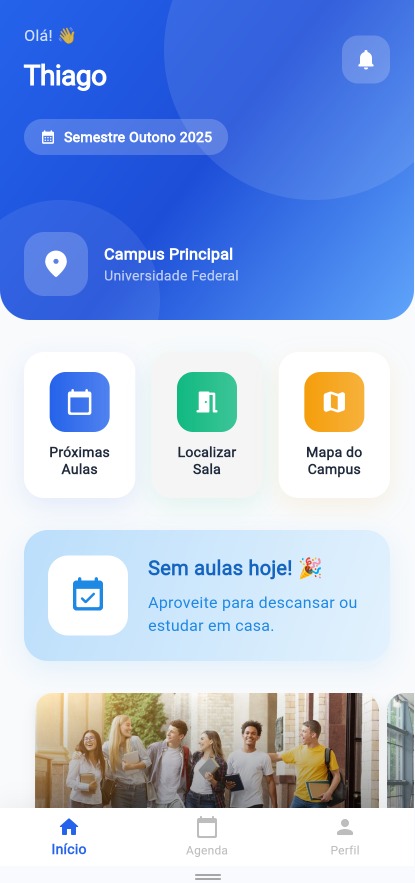 Olá! 👋
Thiago
Semestre Outono 2025
Campus Principal
Universidade Federal
Próximas
Aulas
Localizar
Sala
Mapa do
Campus
Sem aulas hoje! 🎉
Aproveite para descansar ou
estudar em casa.
Início
Agenda
Perfil